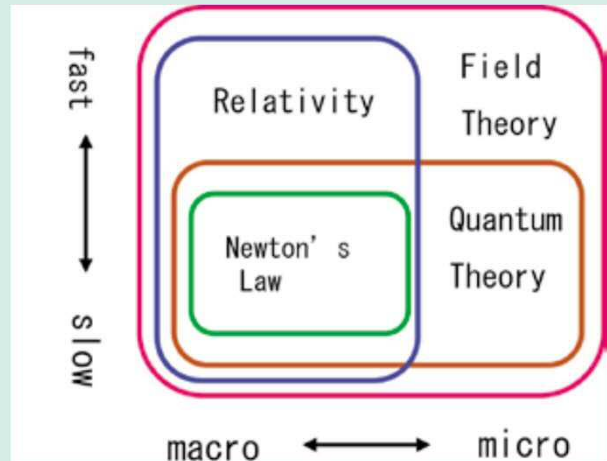 fast
slow
Relativity
Field
Theory
Newton's
Law
Quantum
Theory
macro
micro